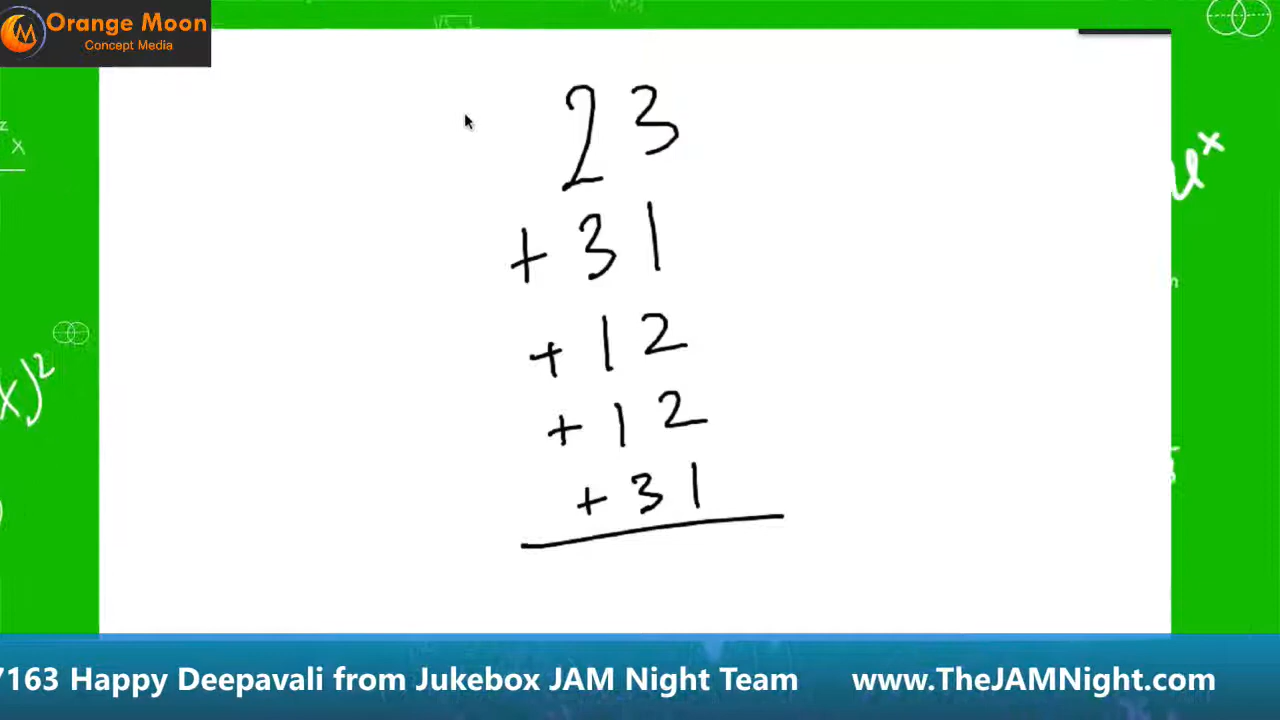 Orange Moon
Concept Media
23
+31
+12
+12
+31
7163 Happy Deepavali from Jukebox JAM Night Team www.TheJAMNight.com